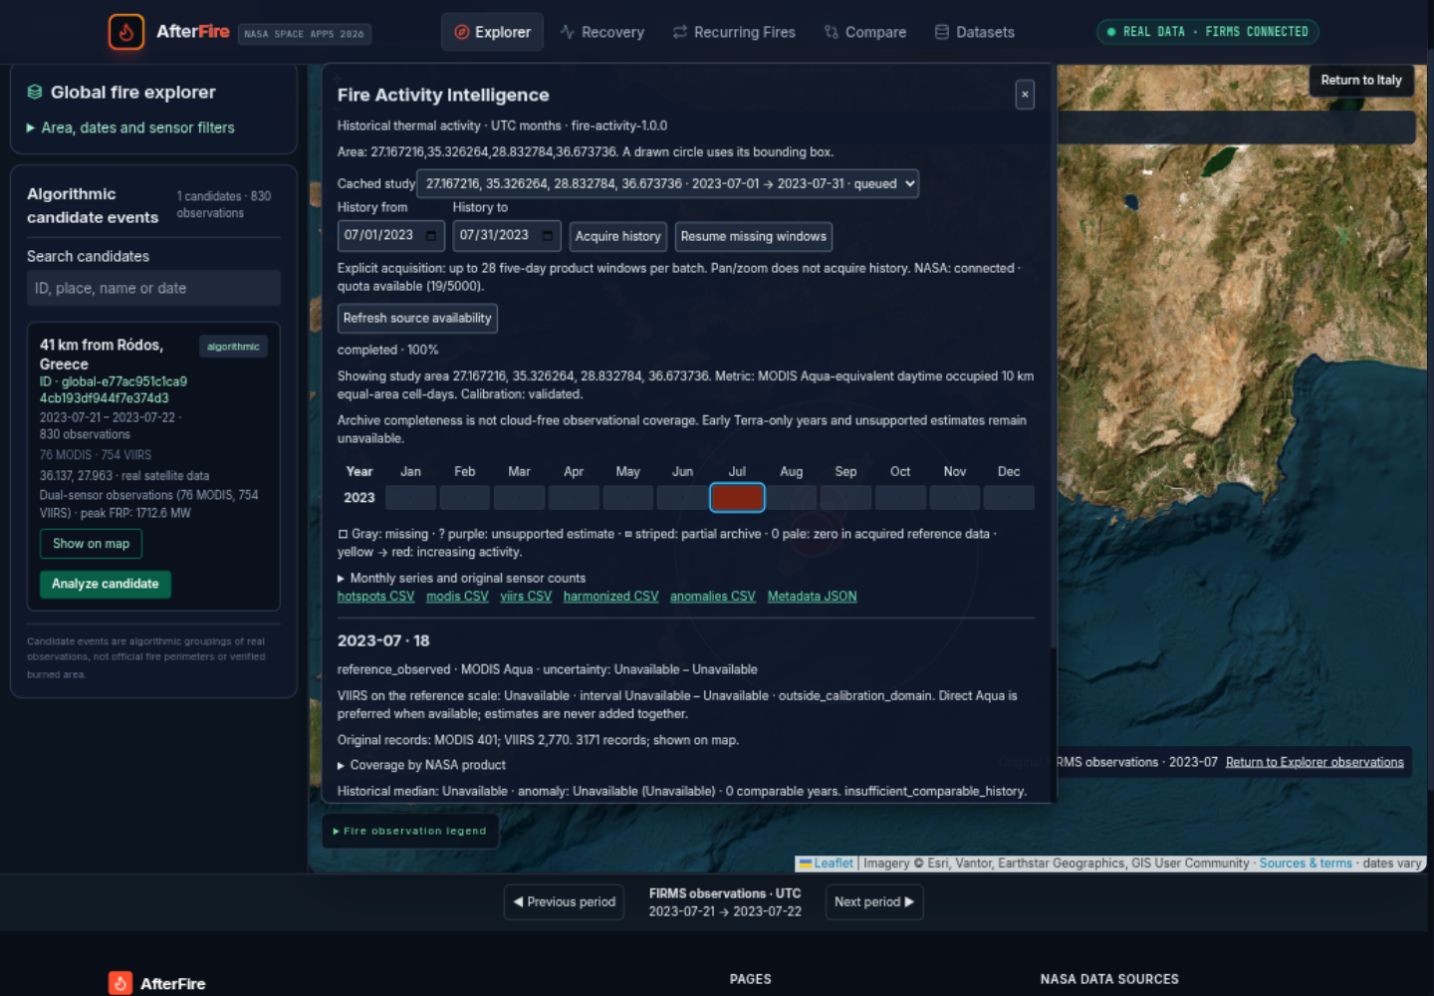 AfterFire NASA SPACE APPS 2026 Explorer Recovery Recurring Fires Compare Datasets REAL DATA · FIRMS CONNECTED
Global fire explorer
▶ Area, dates and sensor filters
Algorithmic candidate events
1 candidates · 830 observations
Search candidates
ID, place, name or date
41 km from Ródos, Greece
algorithmic
ID · global-e77ac951c1ca9
4cb193df944f7e374d3
2023-07-21 – 2023-07-22 ·
830 observations
76 MODIS · 754 VIIRS
36.137, 27.963 · real satellite data
Dual-sensor observations (76 MODIS, 754
VIIRS) · peak FRP: 1712.6 MW
Show on map
Analyze candidate
Candidate events are algorithmic groupings of real
observations, not official fire perimeters or verified
burned area.
Fire Activity Intelligence
×
Historical thermal activity · UTC months · fire-activity-1.0.0
Area: 27.167216,35.326264,28.832784,36.673736. A drawn circle uses its bounding box.
Cached study 27.167216, 35.326264, 28.832784, 36.673736 · 2023-07-01 → 2023-07-31 · queued
History from History to
07/01/2023 07/31/2023 Acquire history Resume missing windows
Explicit acquisition: up to 28 five-day product windows per batch. Pan/zoom does not acquire history. NASA: connected ·
quota available (19/5000).
Refresh source availability
completed · 100%
Showing study area 27.167216, 35.326264, 28.832784, 36.673736. Metric: MODIS Aqua-equivalent daytime occupied 10 km
equal-area cell-days. Calibration: validated.
Archive completeness is not cloud-free observational coverage. Early Terra-only years and unsupported estimates remain
unavailable.
Year Jan Feb Mar Apr May Jun Jul Aug Sep Oct Nov Dec
2023
□ Gray: missing · ? purple: unsupported estimate · ≡ striped: partial archive · 0 pale: zero in acquired reference data ·
yellow → red: increasing activity.
▶ Monthly series and original sensor counts
hotspots CSV modis CSV viirs CSV harmonized CSV anomalies CSV Metadata JSON
2023-07 · 18
reference_observed · MODIS Aqua · uncertainty: Unavailable – Unavailable
VIIRS on the reference scale: Unavailable · interval Unavailable – Unavailable · outside_calibration_domain. Direct Aqua is
preferred when available; estimates are never added together.
Original records: MODIS 401; VIIRS 2,770. 3171 records; shown on map.
▶ Coverage by NASA product
Historical median: Unavailable · anomaly: Unavailable (Unavailable) · 0 comparable years. insufficient_comparable_history.
Return to Italy
RMS observations · 2023-07 Return to Explorer observations
▶ Fire observation legend
Leaflet | Imagery © Esri, Vantor, Earthstar Geographics, GIS User Community · Sources & terms · dates vary
◀ Previous period
FIRMS observations · UTC
2023-07-21 → 2023-07-22
Next period ▶
AfterFire
PAGES
NASA DATA SOURCES